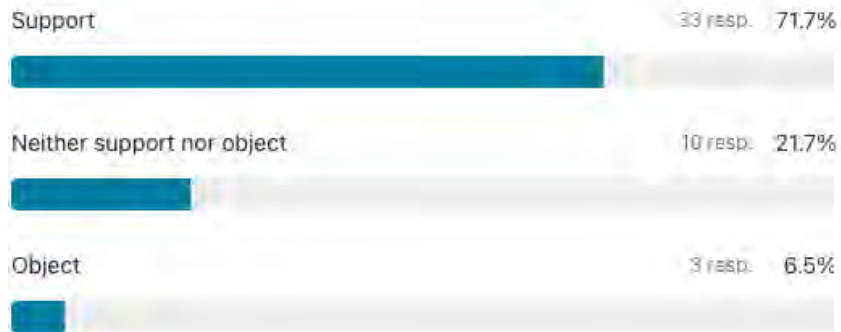 Support 33 resp. 71.7%
Neither support nor object 10 resp. 21.7%
Object 3 resp. 6.5%